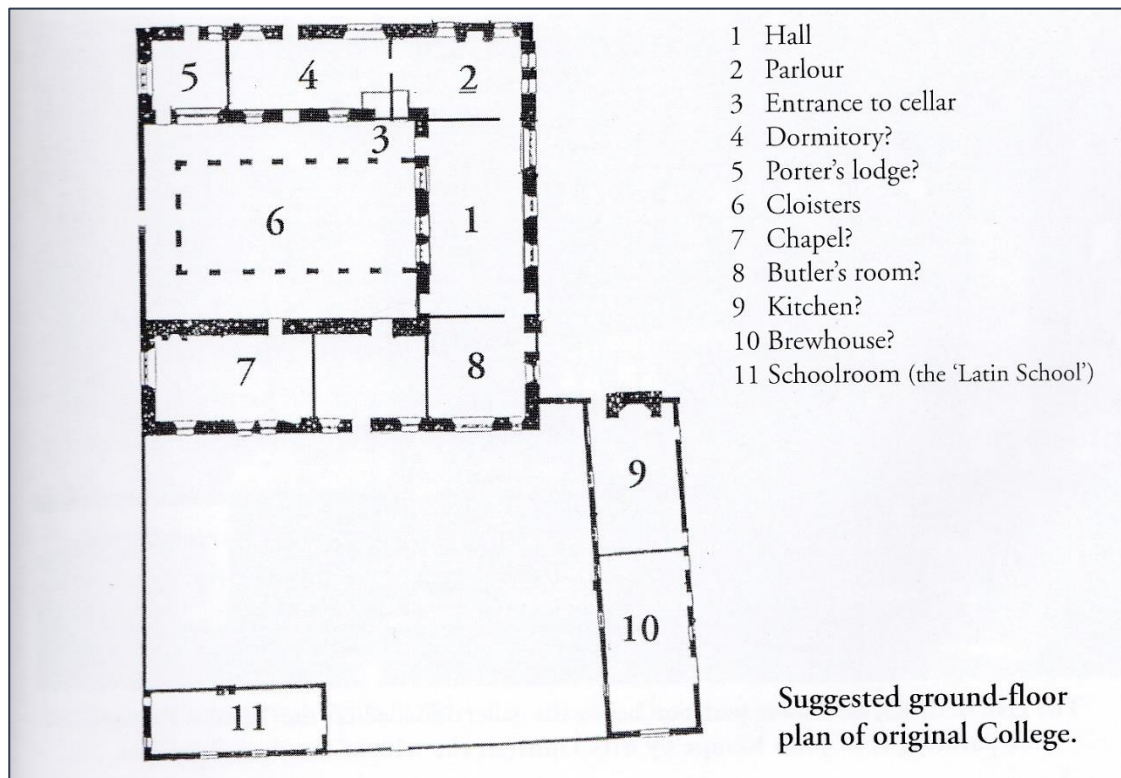 1 Hall
2 Parlour
3 Entrance to cellar
4 Dormitory?
5 Porter's lodge?
6 Cloisters
7 Chapel?
8 Butler's room?
9 Kitchen?
10 Brewhouse?
11 Schoolroom (the ‘Latin School’)
5
4
2
3
6
1
7
8
9
10
11
Suggested ground-floor
plan of original College.